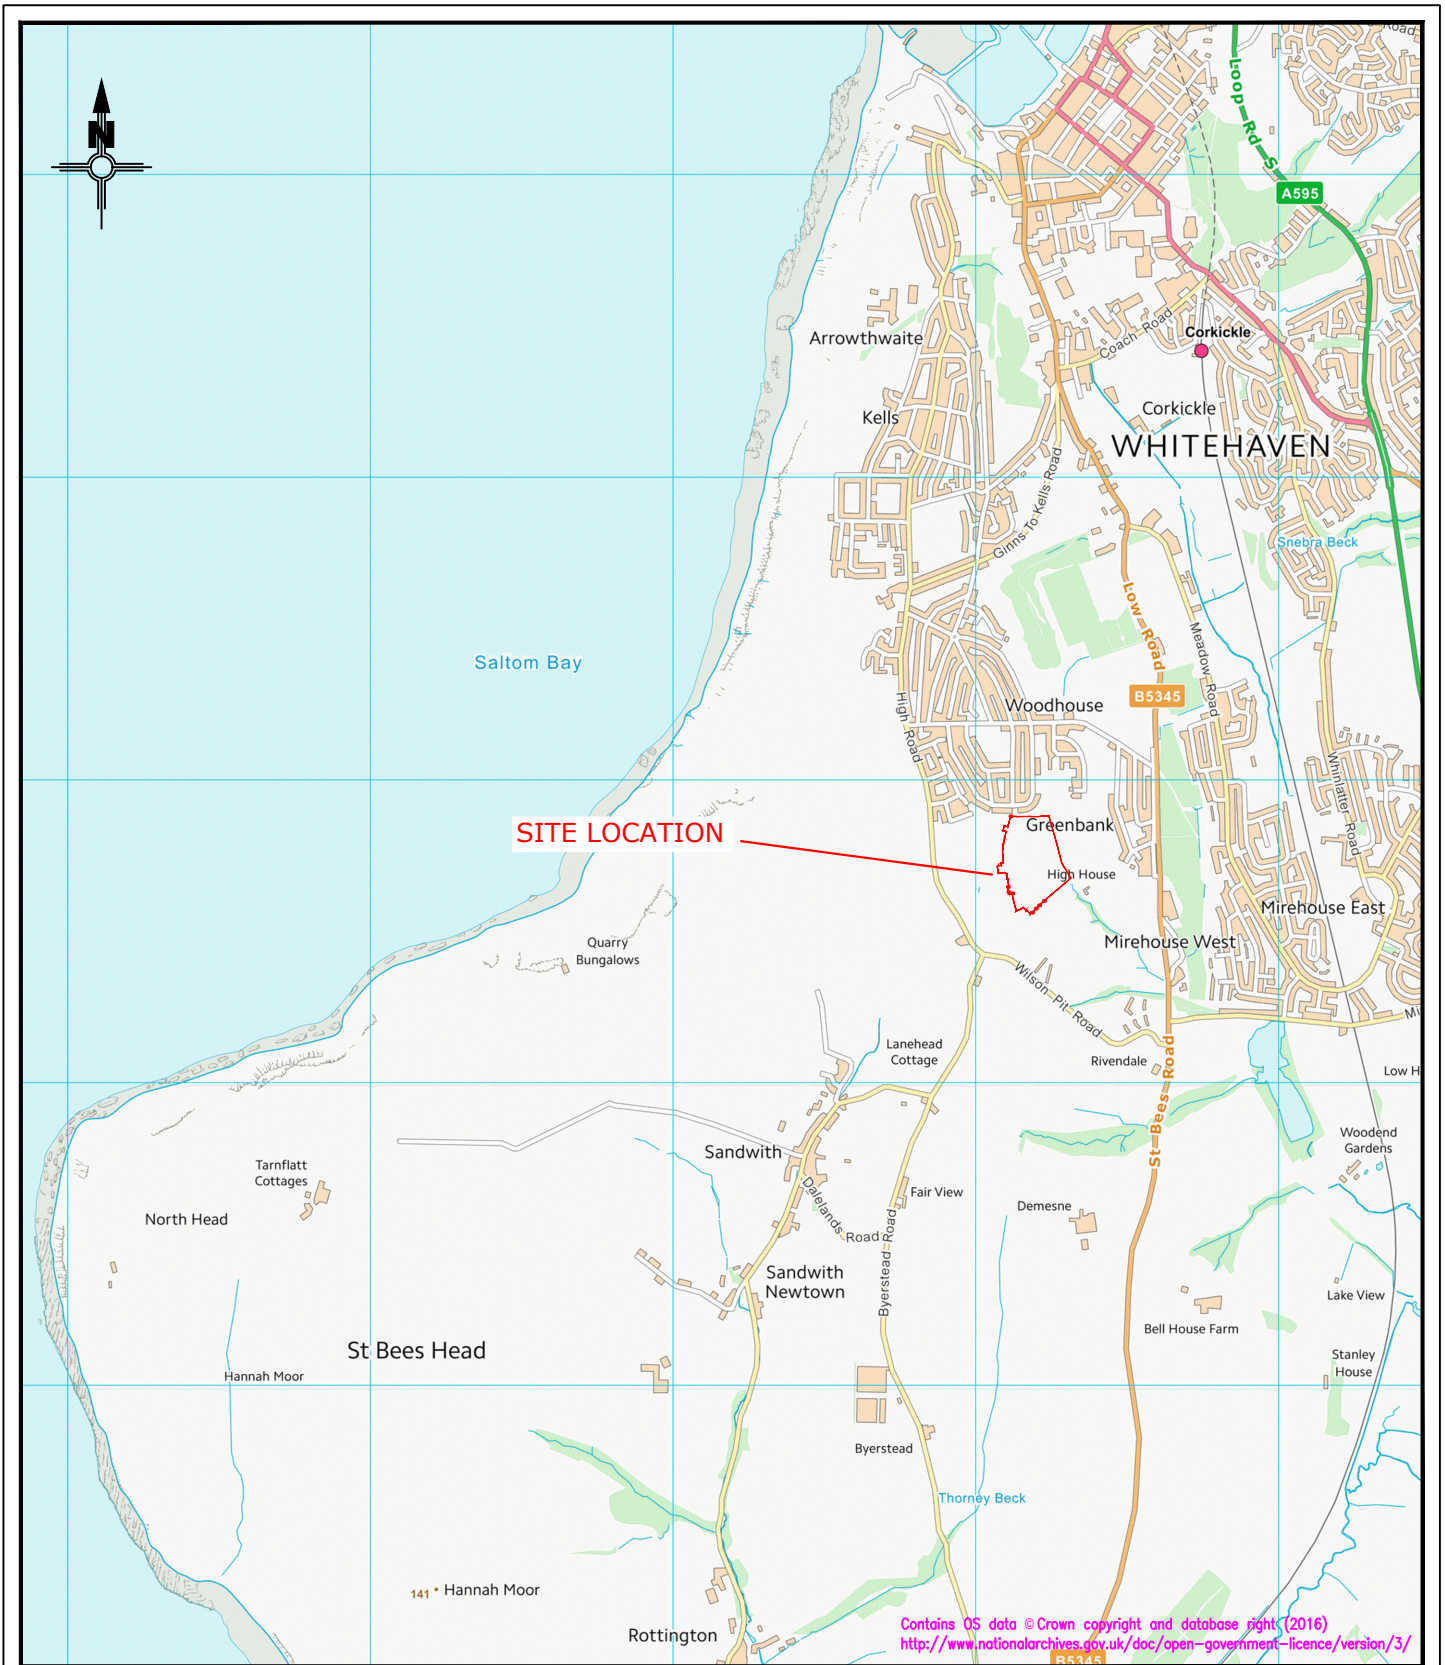 Road
Loop Rd S
N
A595
Arrowthwaite
Coach Road
Corkickle
Kells
Corkickle
WHITEHAVEN
Ginns To Kells Road
Snebra Beck
Low Road
Meadow Road
Saltom Bay
B5345
Woodhouse
High Road
Whinlatter Road
SITE LOCATION
Greenbank
High House
Mirehouse East
Quarry
Bungalows
Mirehouse West
Wilson Pit Road
Mi
Lanehead
Cottage
Rivendale
St Bees Road
Low H
Woodend
Gardens
Sandwith
Tarnflatt
Cottages
Dalelands Road
Fair View
Demesne
North Head
Byerstead Road
Sandwith
Newtown
Lake View
Bell House Farm
St Bees Head
Stanley
House
Hannah Moor
Byerstead
Thorney Beck
141 Hannah Moor
Rottington
Contains OS data © Crown copyright and database right (2016)
http://www.nationalarchives.gov.uk/doc/open-government-licence/version/3/
B5345